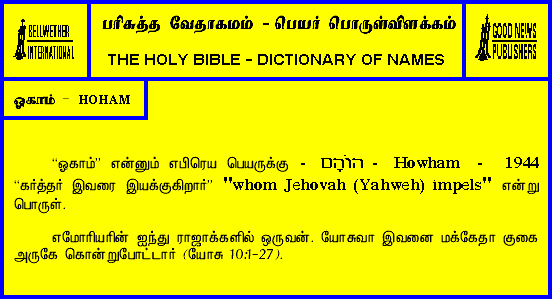 BELLWETHER
INTERNATIONAL
பரிசுத்த வேதாகமம் - பெயர் பொருள்விளக்கம்
THE HOLY BIBLE - DICTIONARY OF NAMES
GOOD NEWS
PUBLISHERS
ஓகாம் - HOHAM
“ஓகாம்” என்னும் எபிரெய பெயருக்கு - הוֹהָם - Howham - 1944
“கர்த்தர் இவரை இயக்குகிறார்” "whom Jehovah (Yahweh) impels" என்று
பொருள்.
எமோரியரின் ஐந்து ராஜாக்களில் ஒருவன். யோசுவா இவனை மக்கேதா குகை
அருகே கொன்றுபோட்டார் (யோசு 10:1-27).